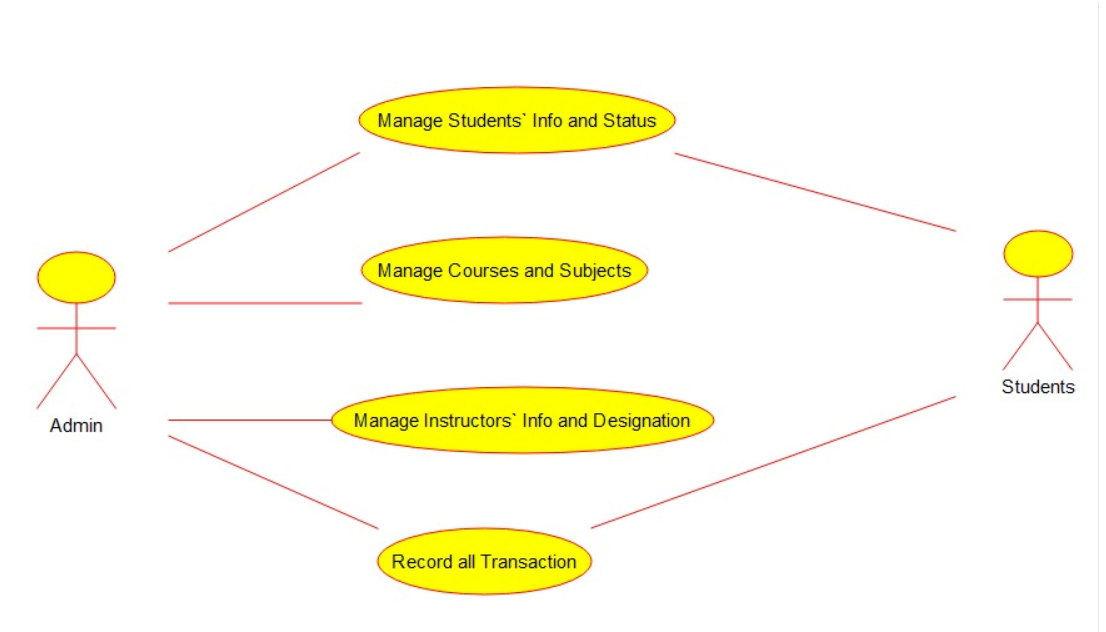 Manage Students` Info and Status
Manage Courses and Subjects
Students
Manage Instructors` Info and Designation
Admin
Record all Transaction